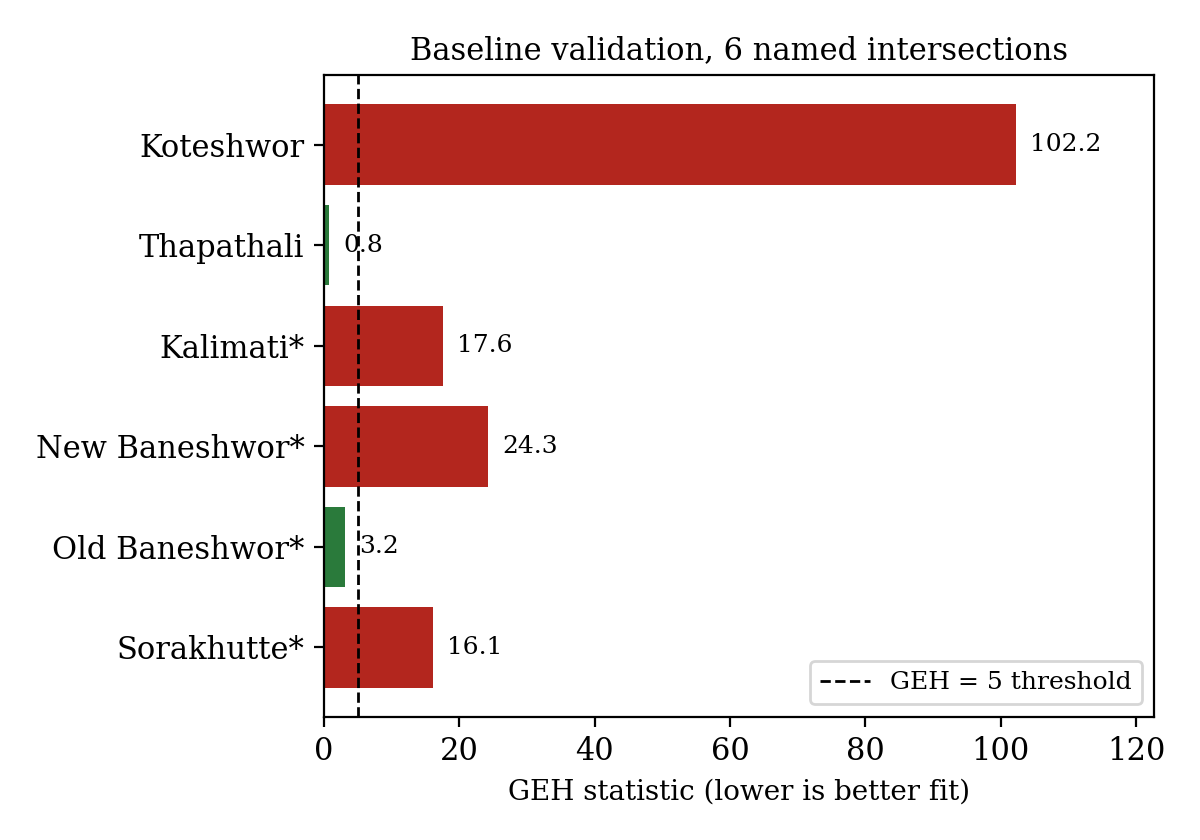 Baseline validation, 6 named intersections
Koteshwor
102.2
Thapathali
0.8
Kalimati*
17.6
New Baneshwor*
24.3
Old Baneshwor*
3.2
Sorakhutte*
16.1
GEH = 5 threshold
0 20 40 60 80 100 120
GEH statistic (lower is better fit)